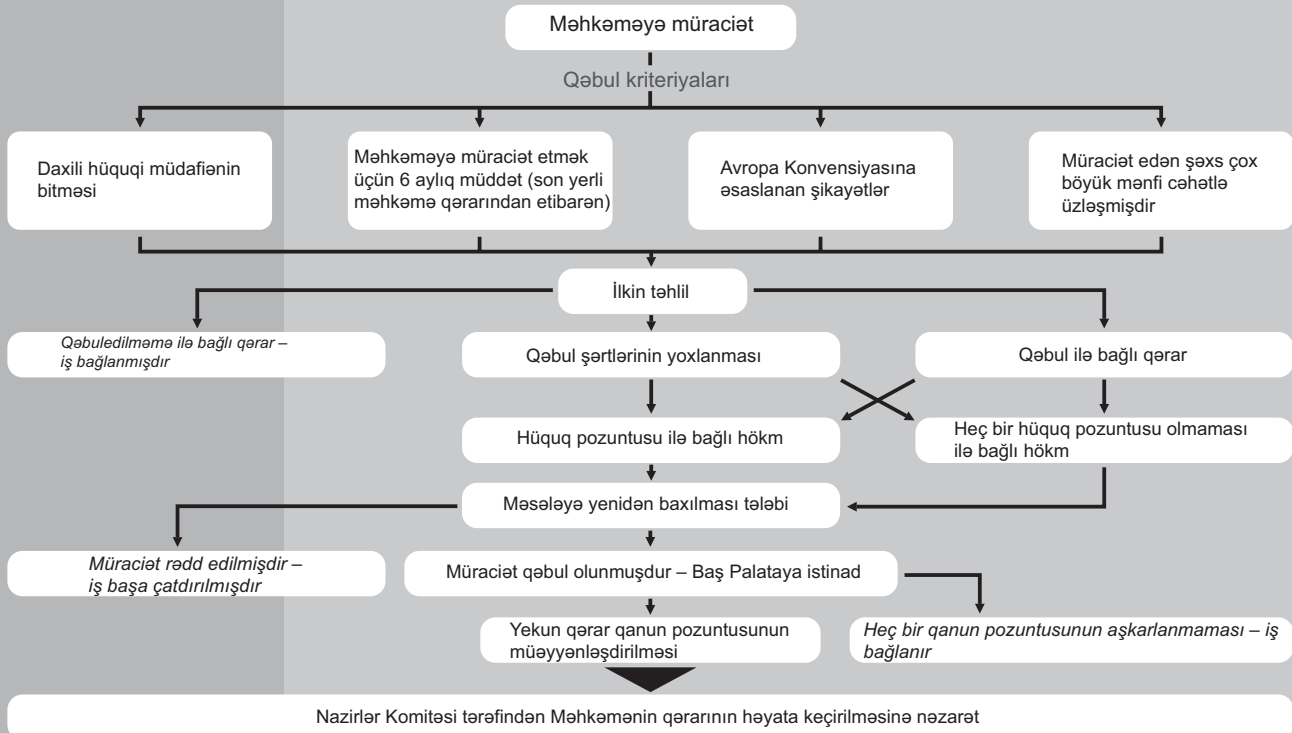 Məhkəməyə müraciət
Qəbul kriteriyaları
Daxili hüquqi müdafiənin
bitməsi
Məhkəməyə müraciət etmək
üçün 6 aylıq müddət (son yerli
məhkəmə qərarından etibarən)
Avropa Konvensiyasına
əsaslanan şikayətlər
Müraciət edən şəxs çox
böyük mənfi cəhətlə
üzləşmişdir
İlkin təhlil
Qəbuledilməmə ilə bağlı qərar –
iş bağlanmışdır
Qəbul şərtlərinin yoxlanması
Qəbul ilə bağlı qərar
Hüquq pozuntusu ilə bağlı hökm
Heç bir hüquq pozuntusu olmaması
ilə bağlı hökm
Məsələyə yenidən baxılması tələbi
Müraciət rədd edilmişdir –
iş başa çatdırılmışdır
Müraciət qəbul olunmuşdur – Baş Palataya istinad
Yekun qərar qanun pozuntusunun
müəyyənləşdirilməsi
Heç bir qanun pozuntusunun aşkarlanmaması – iş
bağlanır
Nazirlər Komitəsi tərəfindən Məhkəmənin qərarının həyata keçirilməsinə nəzarət